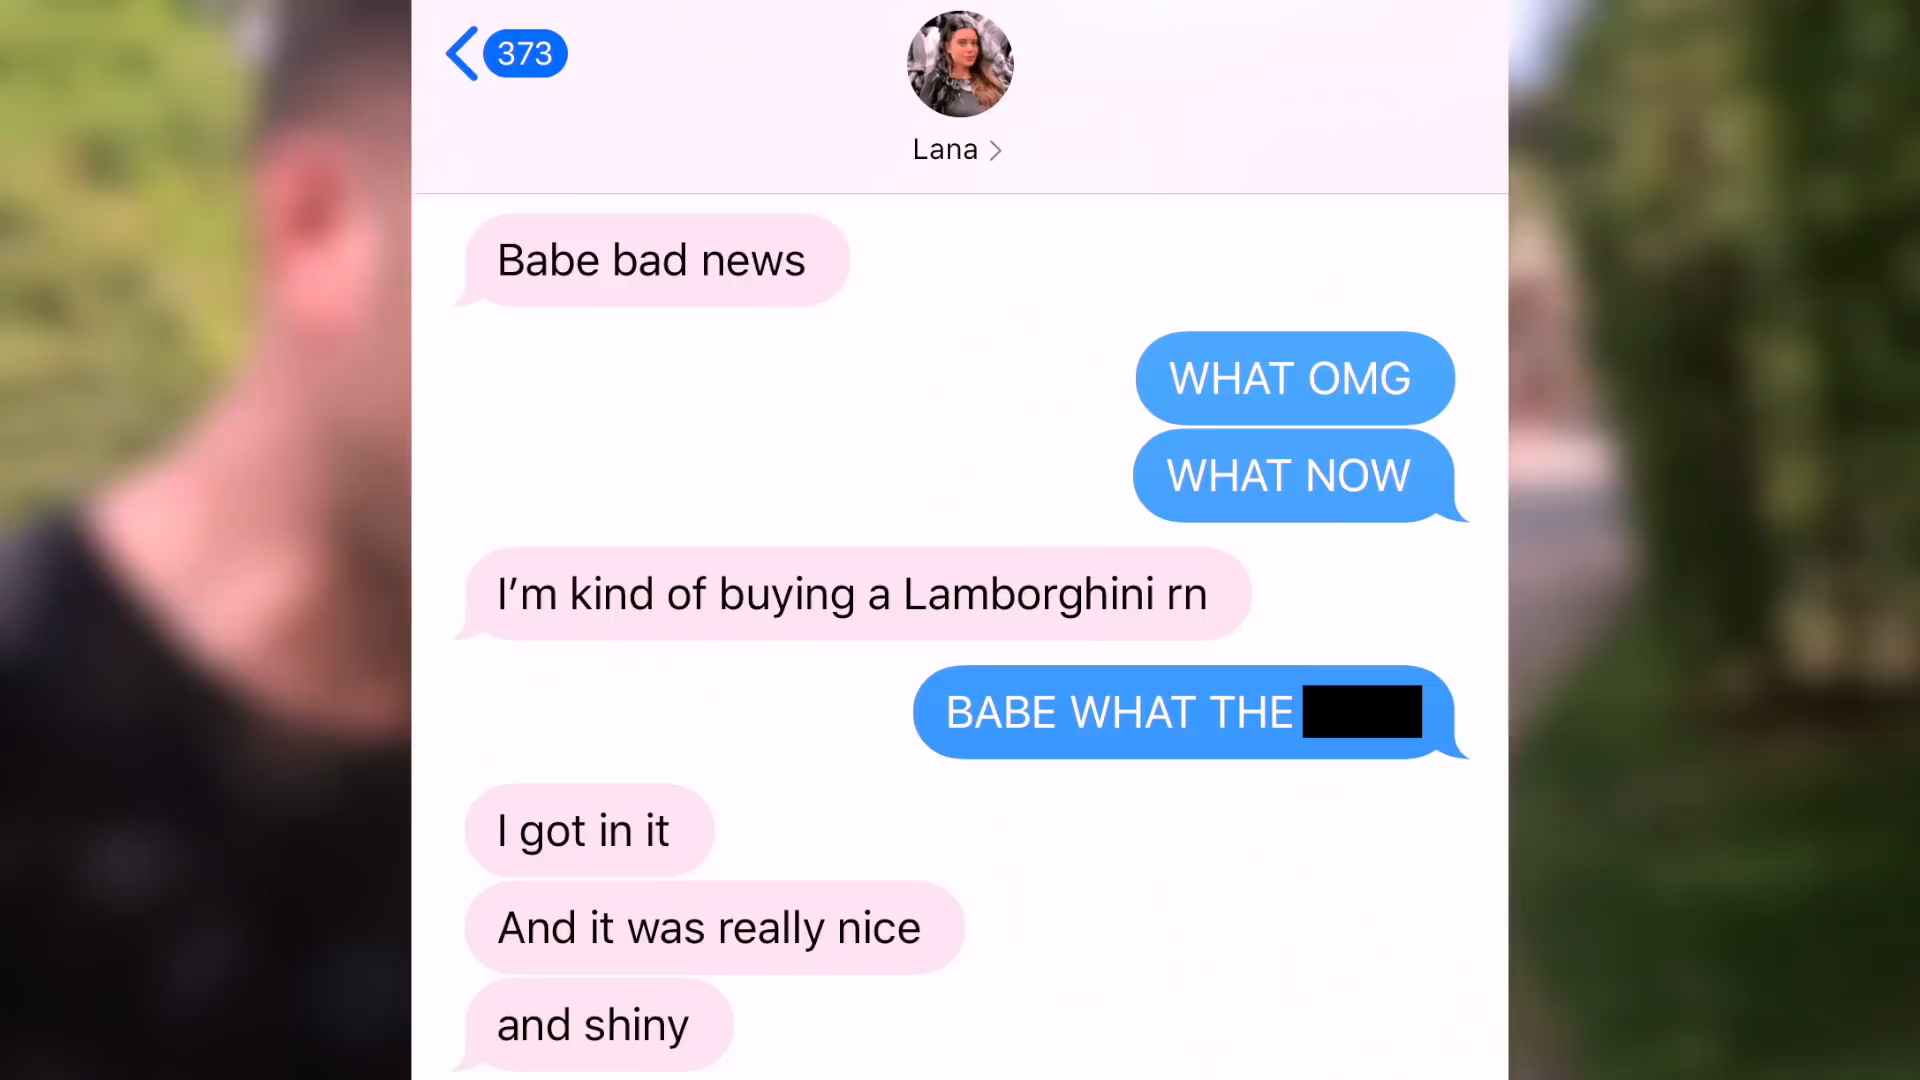 373
Lana
Babe bad news
WHAT OMG
WHAT NOW
I’m kind of buying a Lamborghini rn
BABE WHAT THE
I got in it
And it was really nice
and shiny